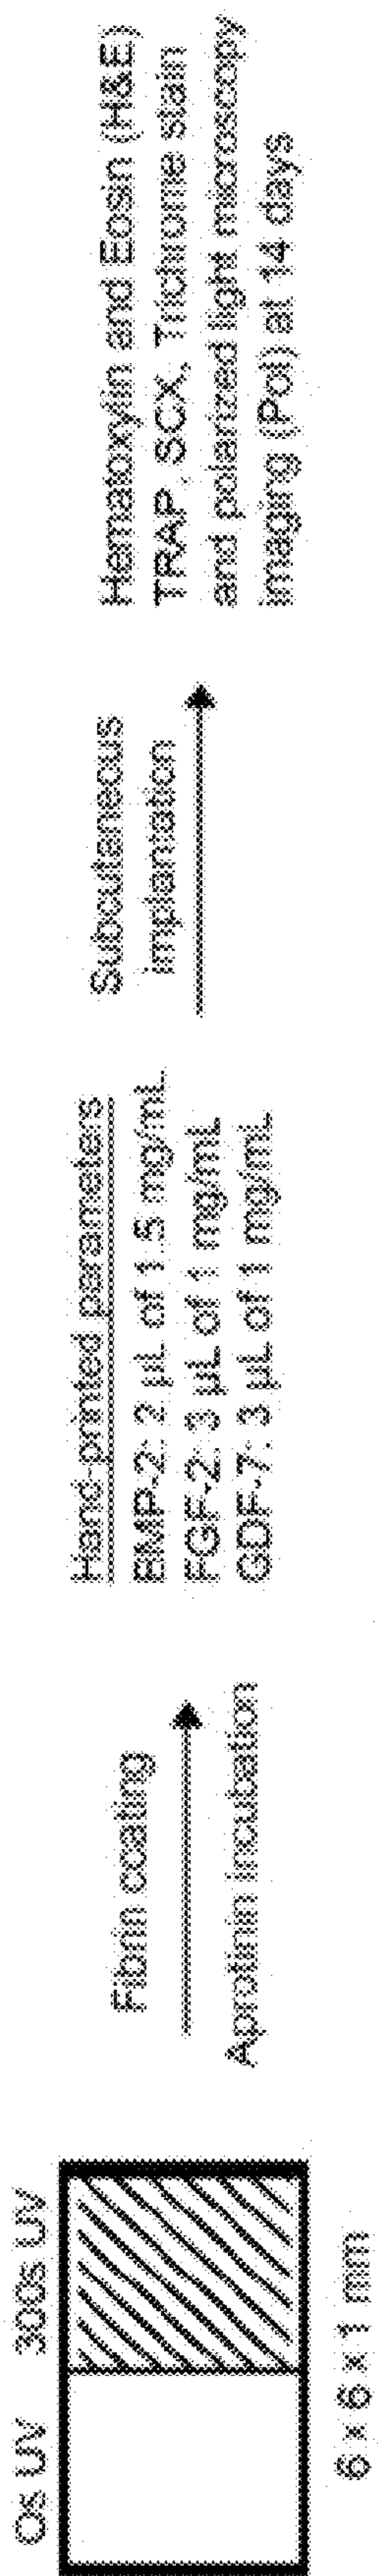 0s UV 300s UV
6 x 6 x 1 mm
Fibrin coating
Aprotinin incubation
Hand-printed parameters
BMP-2: 2 µL of 1.5 mg/mL
FGF-2: 3 µL of 1 mg/mL
GDF-7: 3 µL of 1 mg/mL
Subcutaneous
implantation
Hematoxylin and Eosin (H&E)
TRAP, SCX, Trichrome stain
and polarized light microscopy
imaging (Pol) at 14 days